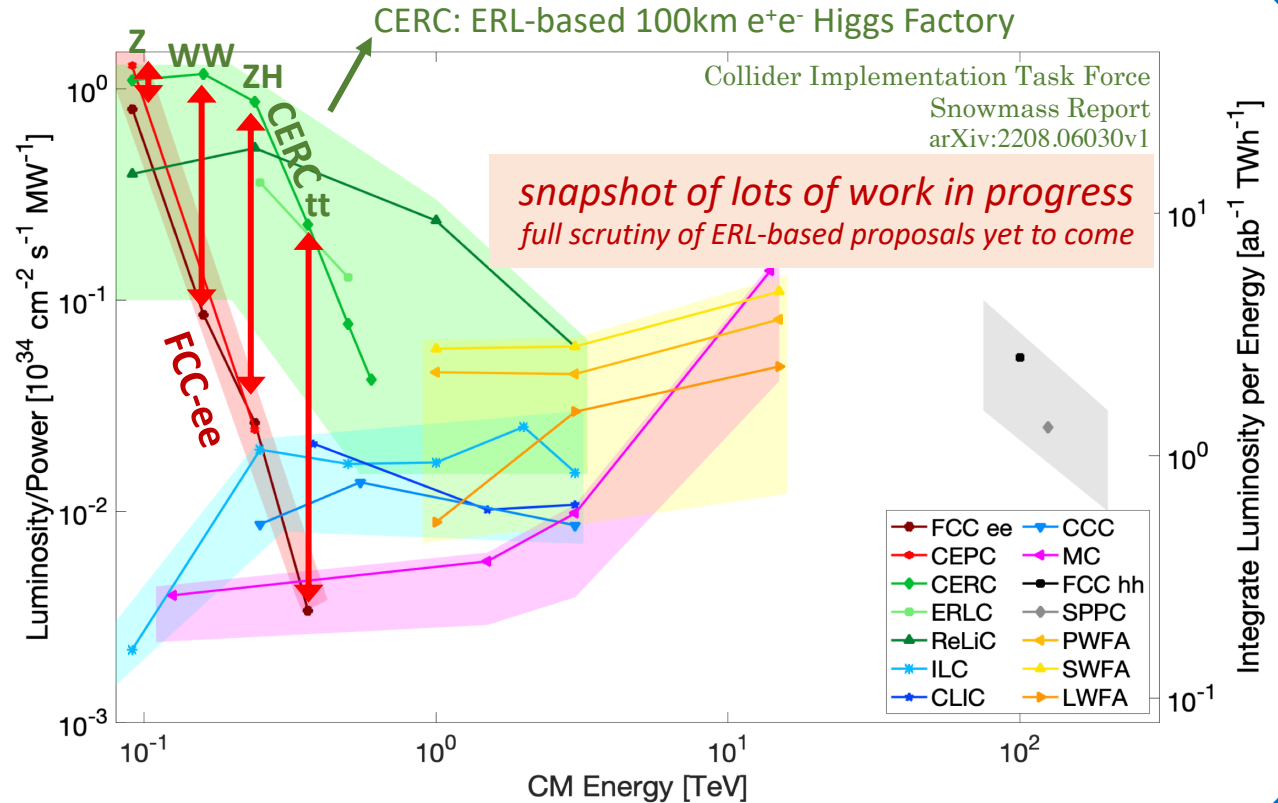 CERC: ERL-based 100km e⁺e⁻ Higgs Factory
Z
WW
ZH
CERC
tt
FCC-ee
Collider Implementation Task Force
Snowmass Report
arXiv:2208.06030v1
snapshot of lots of work in progress
full scrutiny of ERL-based proposals yet to come
Luminosity/Power [10³⁴ cm⁻² s⁻¹ MW⁻¹]
10⁰
10⁻¹
10⁻²
10⁻³
Integrate Luminosity per Energy [ab⁻¹ TWh⁻¹]
10¹
10⁰
10⁻¹
FCC ee
CEPC
CERC
ERLC
ReLiC
ILC
CLIC
CCC
MC
FCC hh
SPPC
PWFA
SWFA
LWFA
10⁻¹ 10⁰ 10¹ 10²
CM Energy [TeV]